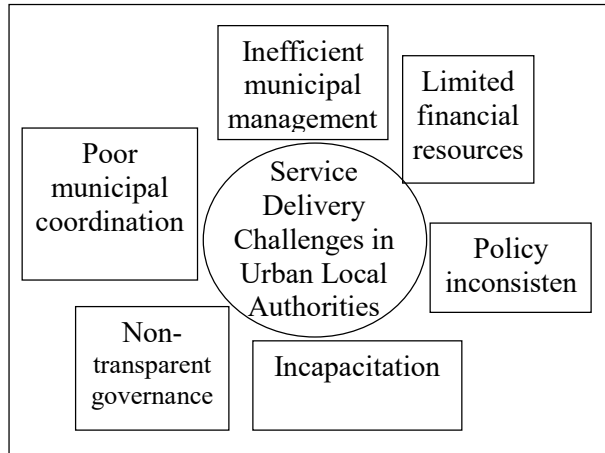 Inefficient
municipal
management
Limited
financial
resources
Poor
municipal
coordination
Service
Delivery
Challenges in
Urban Local
Authorities
Policy
inconsisten
Non-
transparent
governance
Incapacitation